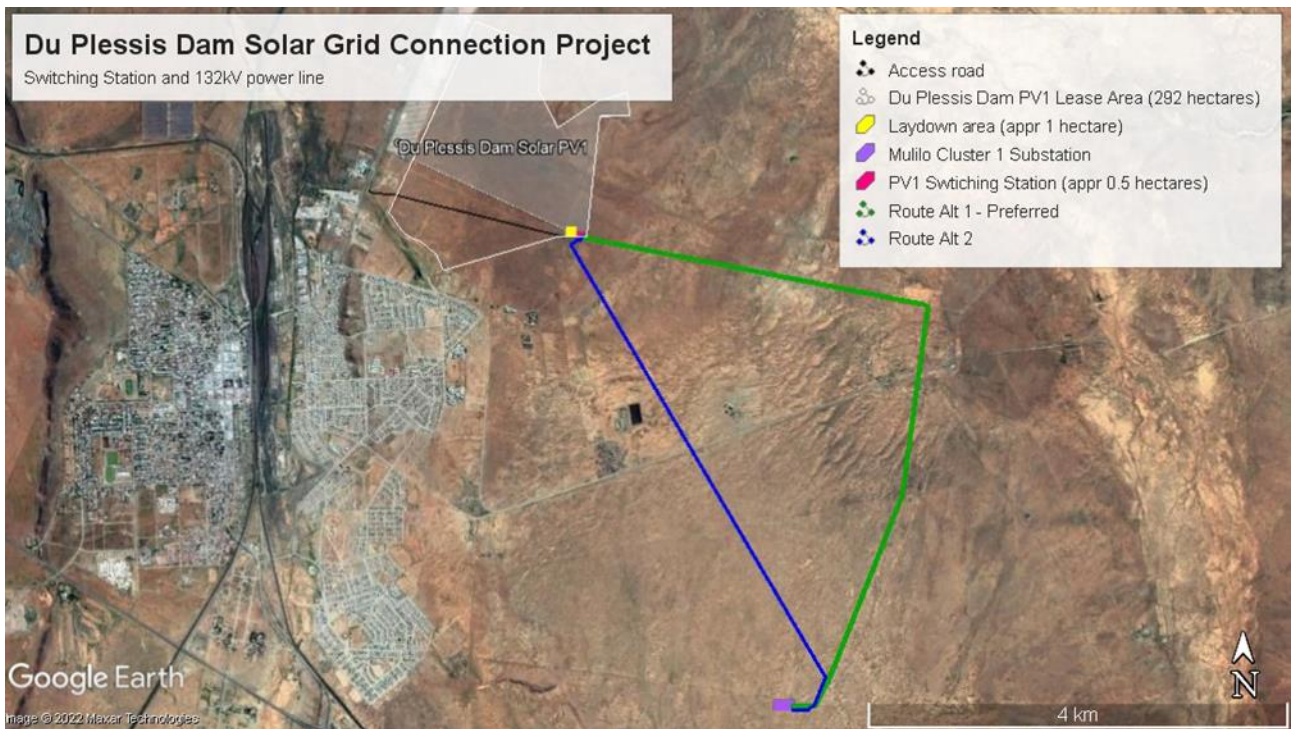 Du Plessis Dam Solar Grid Connection Project
Switching Station and 132kV power line
Legend
Access road
Du Plessis Dam PV1 Lease Area (292 hectares)
Laydown area (appr 1 hectare)
Mulilo Cluster 1 Substation
PV1 Swtiching Station (appr 0.5 hectares)
Route Alt 1 - Preferred
Route Alt 2
Du Plessis Dam Solar PV1
Google Earth
mage © 2022 Maxar Technologies
N
4 km